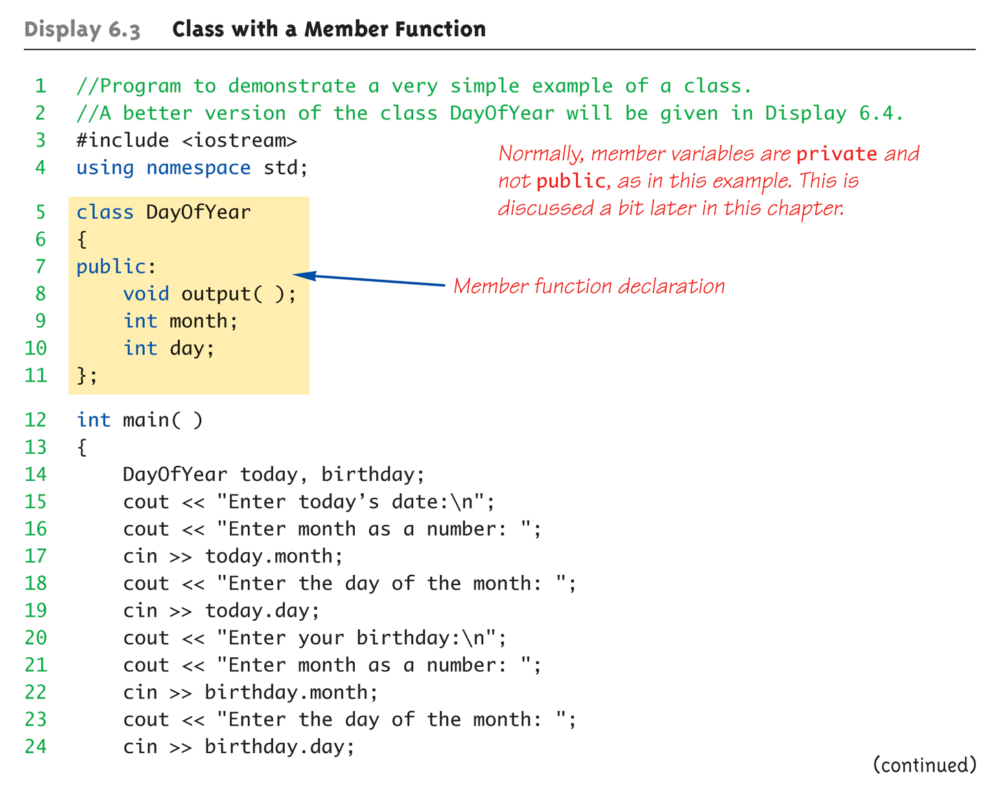 Display 6.3 Class with a Member Function
1 //Program to demonstrate a very simple example of a class.
2 //A better version of the class DayOfYear will be given in Display 6.4.
3 #include <iostream>
4 using namespace std;
Normally, member variables are private and
not public, as in this example. This is
discussed a bit later in this chapter.
5 class DayOfYear
6 {
7 public:
8     void output( );
Member function declaration
9     int month;
10     int day;
11 };
12 int main( )
13 {
14     DayOfYear today, birthday;
15     cout << "Enter today’s date:\n";
16     cout << "Enter month as a number: ";
17     cin >> today.month;
18     cout << "Enter the day of the month: ";
19     cin >> today.day;
20     cout << "Enter your birthday:\n";
21     cout << "Enter month as a number: ";
22     cin >> birthday.month;
23     cout << "Enter the day of the month: ";
24     cin >> birthday.day;
(continued)